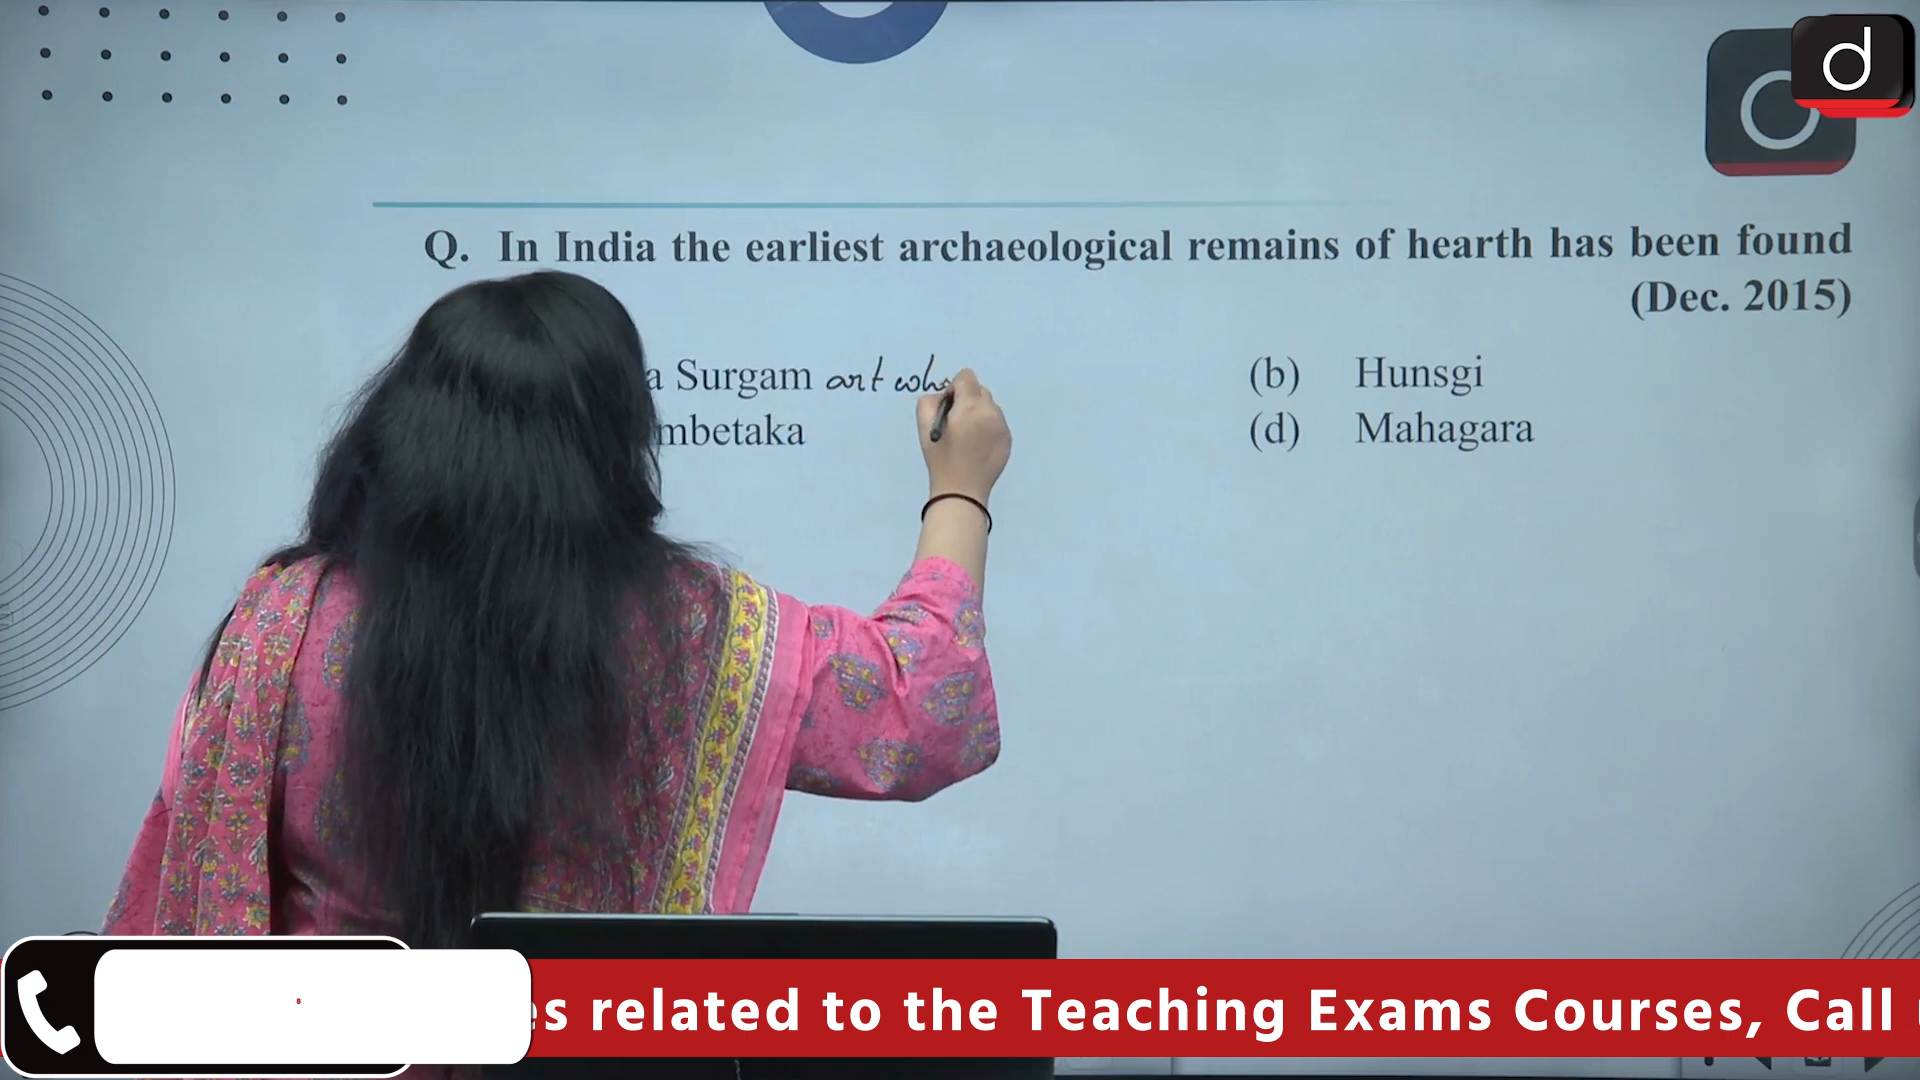 d
Q. In India the earliest archaeological remains of hearth has been found
(Dec. 2015)
Surgam art
(b) Hunsgi
(d) Mahagara
8
related to the Teaching Exams Courses, Call